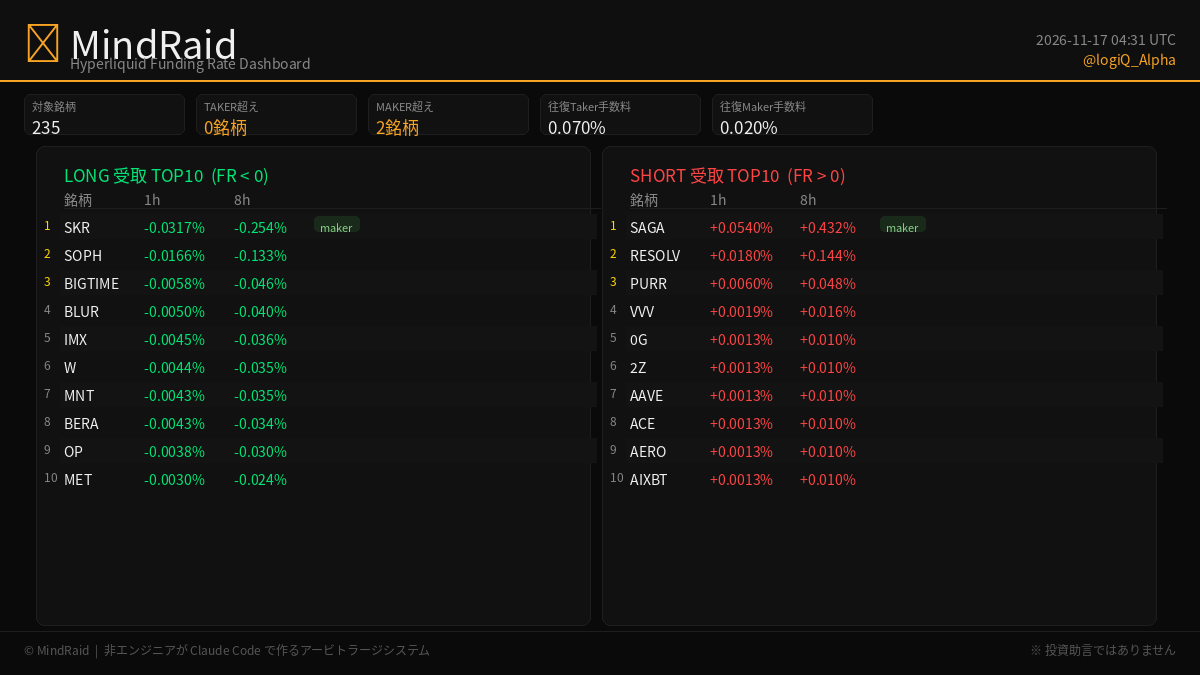 MindRaid
Hyperliquid Funding Rate Dashboard
2026-11-17 04:31 UTC
@logiQ_Alpha
対象銘柄
235
TAKER超え
0銘柄
MAKER超え
2銘柄
往復Taker手数料
0.070%
往復Maker手数料
0.020%
LONG 受取 TOP10 (FR < 0)
銘柄 1h 8h
1 SKR -0.0317% -0.254% maker
2 SOPH -0.0166% -0.133%
3 BIGTIME -0.0058% -0.046%
4 BLUR -0.0050% -0.040%
5 IMX -0.0045% -0.036%
6 W -0.0044% -0.035%
7 MNT -0.0043% -0.035%
8 BERA -0.0043% -0.034%
9 OP -0.0038% -0.030%
10 MET -0.0030% -0.024%
SHORT 受取 TOP10 (FR > 0)
銘柄 1h 8h
1 SAGA +0.0540% +0.432% maker
2 RESOLV +0.0180% +0.144%
3 PURR +0.0060% +0.048%
4 VVV +0.0019% +0.016%
5 0G +0.0013% +0.010%
6 2Z +0.0013% +0.010%
7 AAVE +0.0013% +0.010%
8 ACE +0.0013% +0.010%
9 AERO +0.0013% +0.010%
10 AIXBT +0.0013% +0.010%
© MindRaid | 非エンジニアが Claude Code で作るアービトラージシステム
※ 投資助言ではありません